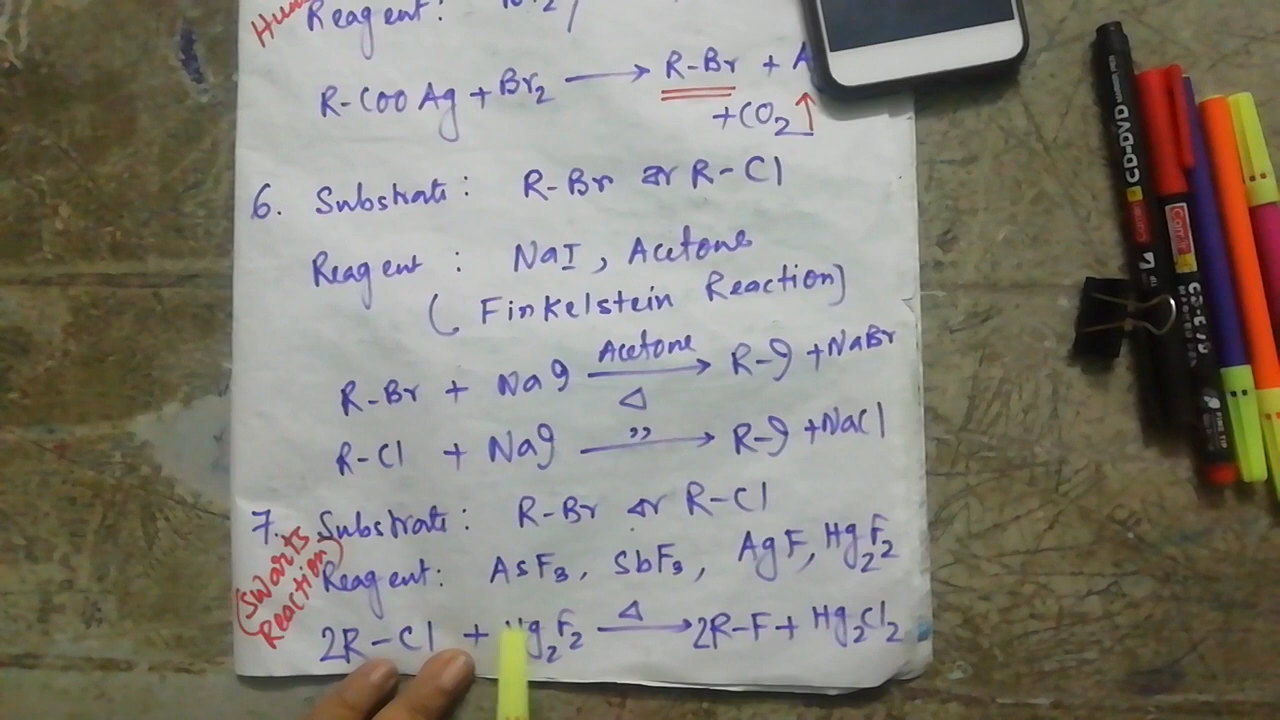 Reagent:
R-COOAg + Br2 → R-Br + A
+CO2↑
6. Substrate: R-Br or R-Cl
Reagent : NaI, Acetone
( Finkelstein Reaction)
R-Br + NaI Acetone → Δ R-I + NaBr
R-Cl + NaI ,, → R-I + NaCl
7. Substrate: R-Br or R-Cl
(Swarts Reaction)
Reagent: AsF3, SbF3, AgF, Hg2F2
2R-Cl + Hg2F2 Δ → 2R-F + Hg2Cl2
CD-DVD
Camlin